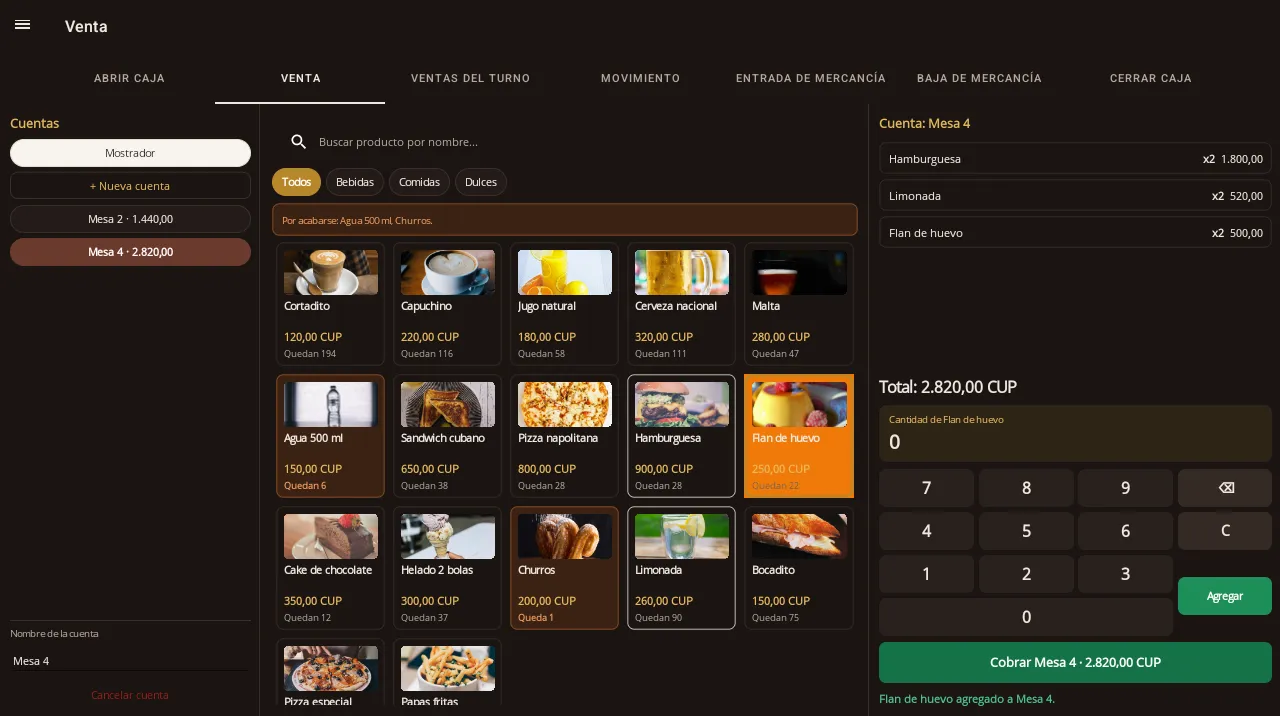 Venta
ABRIR CAJA
VENTA
VENTAS DEL TURNO
MOVIMIENTO
ENTRADA DE MERCANCÍA
BAJA DE MERCANCÍA
CERRAR CAJA
Cuentas
Mostrador
+ Nueva cuenta
Mesa 2 · 1.440,00
Mesa 4 · 2.820,00
Nombre de la cuenta
Mesa 4
Cancelar cuenta
Buscar producto por nombre...
Todos
Bebidas
Comidas
Dulces
Por acabarse: Agua 500 ml, Churros.
Cortadito
120,00 CUP
Quedan 194
Capuchino
220,00 CUP
Quedan 116
Jugo natural
180,00 CUP
Quedan 58
Cerveza nacional
320,00 CUP
Quedan 111
Malta
280,00 CUP
Quedan 47
Agua 500 ml
150,00 CUP
Quedan 6
Sandwich cubano
650,00 CUP
Quedan 38
Pizza napolitana
800,00 CUP
Quedan 28
Hamburguesa
900,00 CUP
Quedan 28
Flan de huevo
250,00 CUP
Quedan 22
Cake de chocolate
350,00 CUP
Quedan 12
Helado 2 bolas
300,00 CUP
Quedan 37
Churros
200,00 CUP
Queda 1
Limonada
260,00 CUP
Quedan 90
Bocadito
150,00 CUP
Quedan 75
Pizza especial
Papas fritas
Cuenta: Mesa 4
Hamburguesa x2 1.800,00
Limonada x2 520,00
Flan de huevo x2 500,00
Total: 2.820,00 CUP
Cantidad de Flan de huevo
0
7 8 9 ⌫
4 5 6 C
1 2 3
Agregar
0
Cobrar Mesa 4 · 2.820,00 CUP
Flan de huevo agregado a Mesa 4.